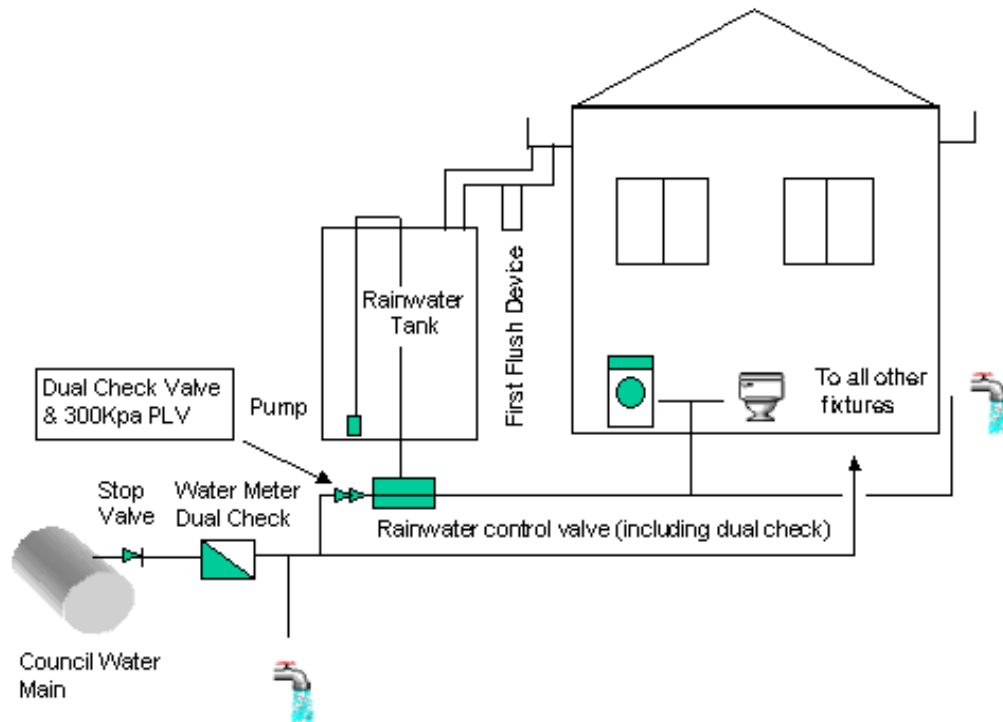 First Flush Device
Rainwater
Tank
Dual Check Valve
& 300Kpa PLV
Pump
To all other
fixtures
Stop
Valve
Water Meter
Dual Check
Rainwater control valve (including dual check)
Council Water
Main